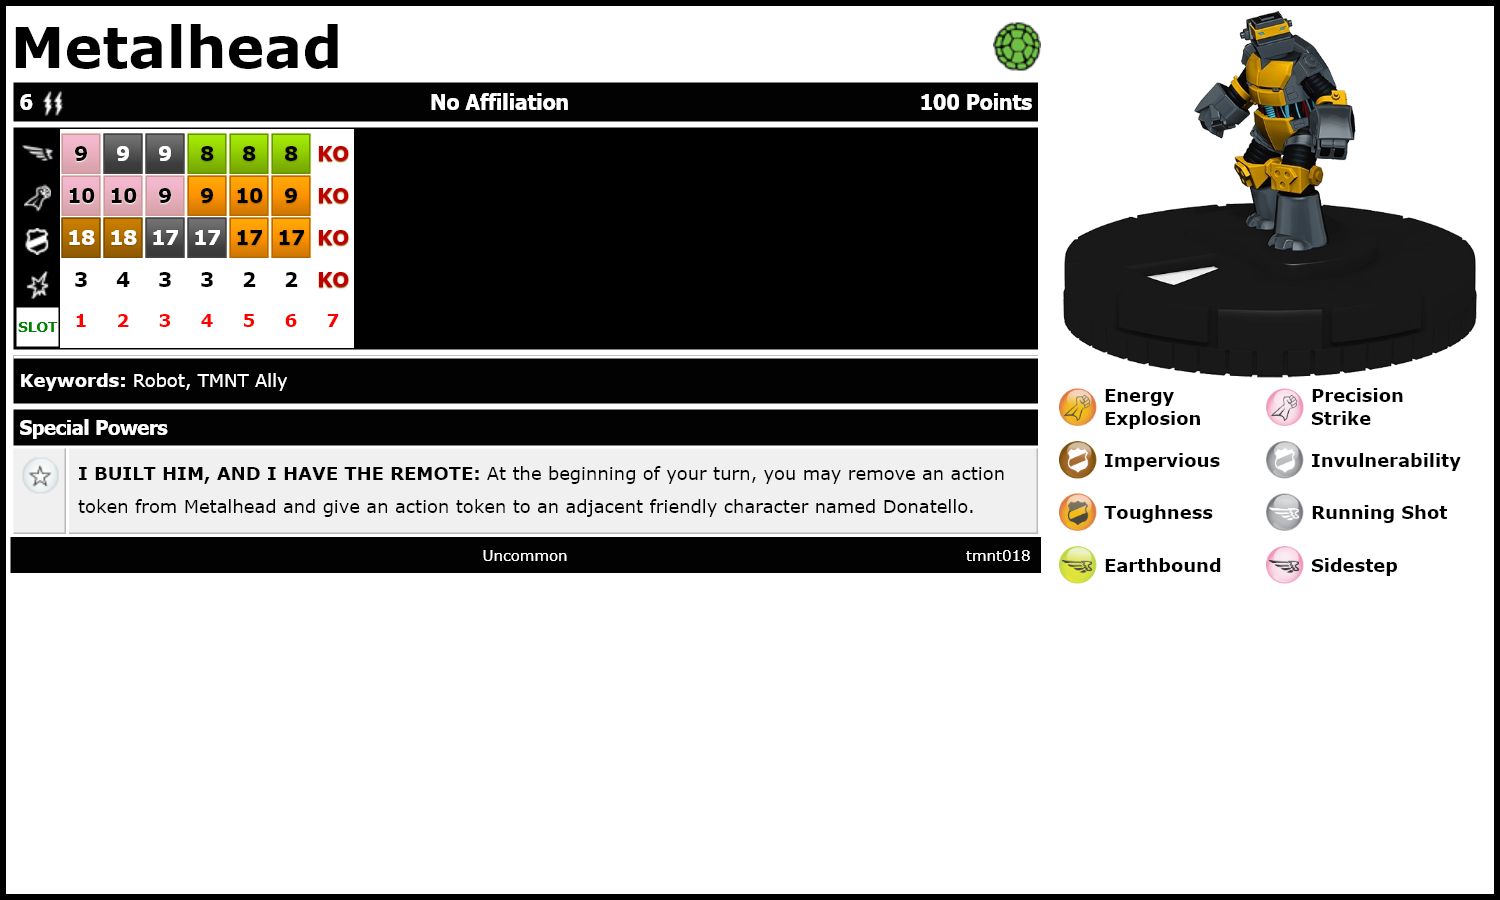 Metalhead
6 No Affiliation 100 Points
9 9 9 8 8 8 KO
10 10 9 9 10 9 KO
18 18 17 17 17 17 KO
3 4 3 3 2 2 KO
SLOT 1 2 3 4 5 6 7
Keywords: Robot, TMNT Ally
Special Powers
I BUILT HIM, AND I HAVE THE REMOTE: At the beginning of your turn, you may remove an action
token from Metalhead and give an action token to an adjacent friendly character named Donatello.
Uncommon tmnt018
Energy
Explosion
Precision
Strike
Impervious
Invulnerability
Toughness
Running Shot
Earthbound
Sidestep